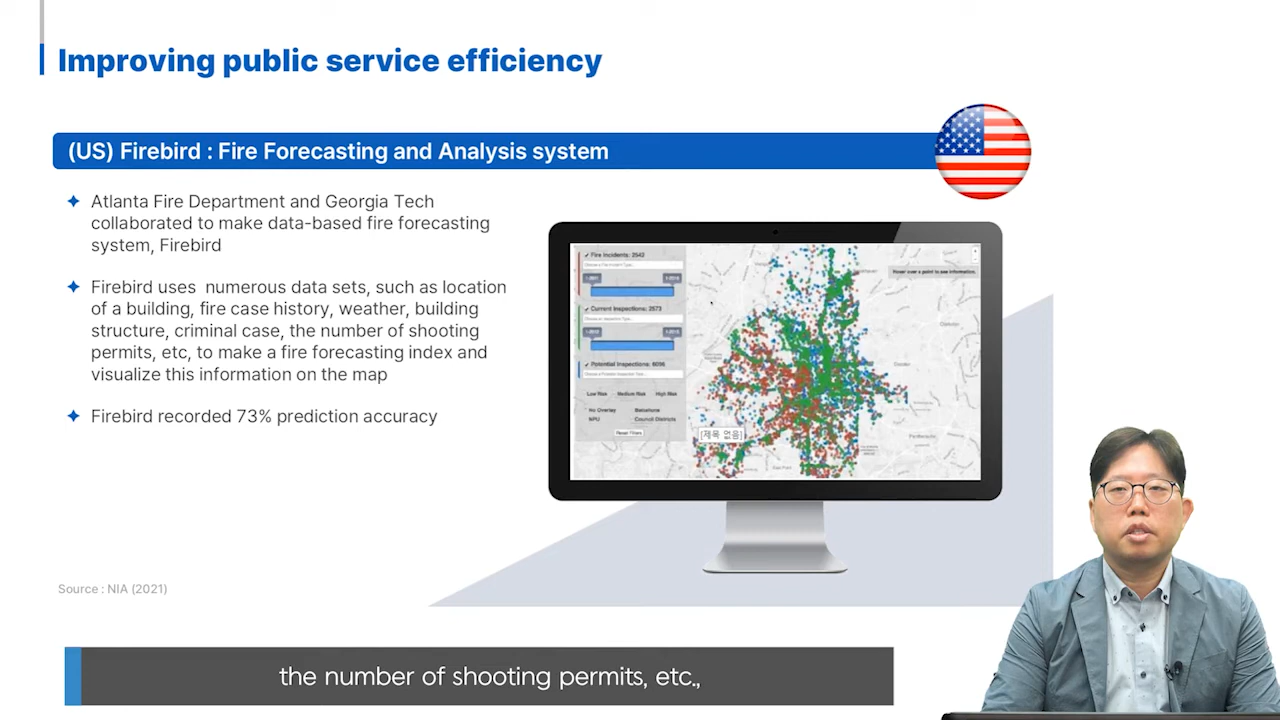 Improving public service efficiency
(US) Firebird : Fire Forecasting and Analysis system
✦ Atlanta Fire Department and Georgia Tech
collaborated to make data-based fire forecasting
system, Firebird
✦ Firebird uses numerous data sets, such as location
of a building, fire case history, weather, building
structure, criminal case, the number of shooting
permits, etc, to make a fire forecasting index and
visualize this information on the map
✦ Firebird recorded 73% prediction accuracy
✔ Fire Incidents: 2543
✔ Current Inspections: 2573
✔ Potential Inspections: 6096
Low Risk Medium Risk High Risk
No Overlay Battalions
NPU Council Districts
Reset Filters
Hover over a point to see information.
[제목 없음]
Source : NIA (2021)
the number of shooting permits, etc.,